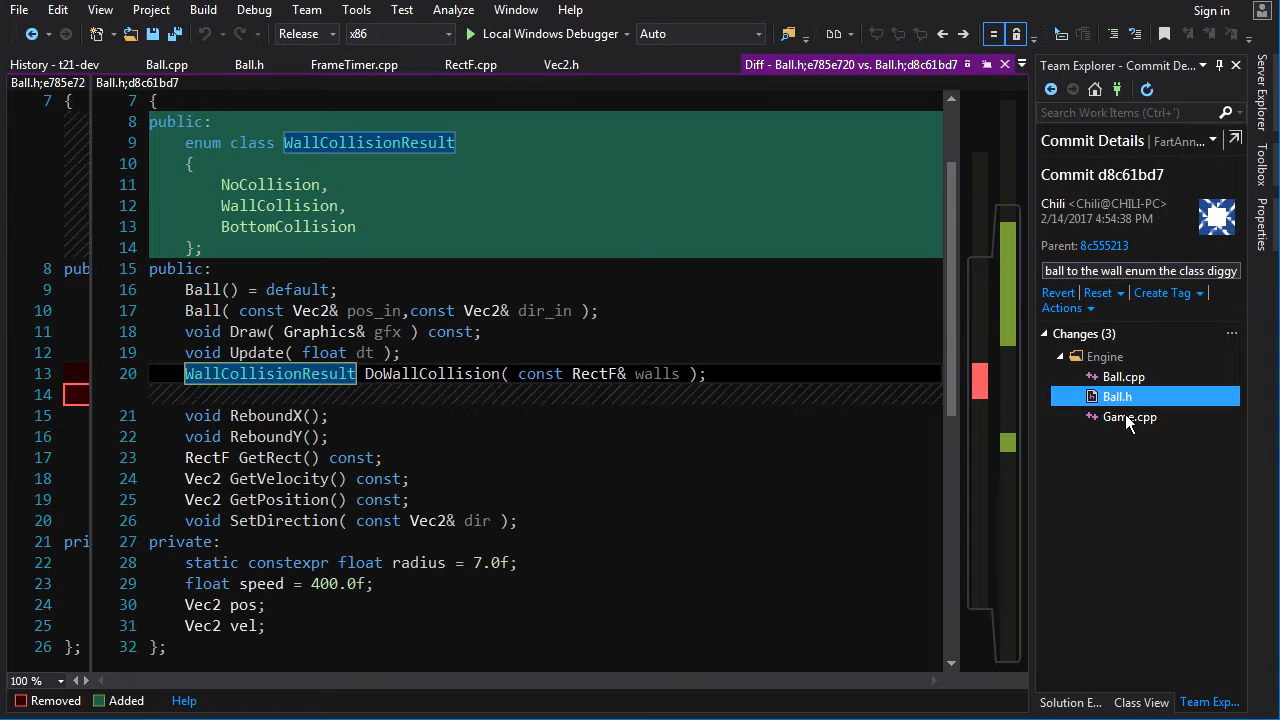 File Edit View Project Build Debug Team Tools Test Analyze Window Help Sign in
Release x86 Local Windows Debugger Auto
History - t21-dev Ball.cpp Ball.h FrameTimer.cpp RectF.cpp Vec2.h Diff - Ball.h;e785e720 vs. Ball.h;d8c61bd7
Ball.h;e785e72 Ball.h;d8c61bd7
7 { 7 {
8 public:
9 enum class WallCollisionResult
10 {
11 NoCollision,
12 WallCollision,
13 BottomCollision
14 };
8 pub 15 public:
9 16 Ball() = default;
10 17 Ball( const Vec2& pos_in,const Vec2& dir_in );
11 18 void Draw( Graphics& gfx ) const;
12 19 void Update( float dt );
13 20 WallCollisionResult DoWallCollision( const RectF& walls );
14
15 21 void ReboundX();
16 22 void ReboundY();
17 23 RectF GetRect() const;
18 24 Vec2 GetVelocity() const;
19 25 Vec2 GetPosition() const;
20 26 void SetDirection( const Vec2& dir );
21 pri 27 private:
22 28 static constexpr float radius = 7.0f;
23 29 float speed = 400.0f;
24 30 Vec2 pos;
25 31 Vec2 vel;
26 }; 32 };
100 %
Removed Added Help
Team Explorer - Commit De...
Search Work Items (Ctrl+')
Commit Details FartAnn...
Commit d8c61bd7
Chili <Chili@CHILI-PC>
2/14/2017 4:54:38 PM
Parent: 8c555213
ball to the wall enum the class diggy
Revert Reset Create Tag
Actions
Changes (3) ...
Engine
Ball.cpp
Ball.h
Game.cpp
Solution E... Class View Team Exp...
Server Explorer
Toolbox
Properties